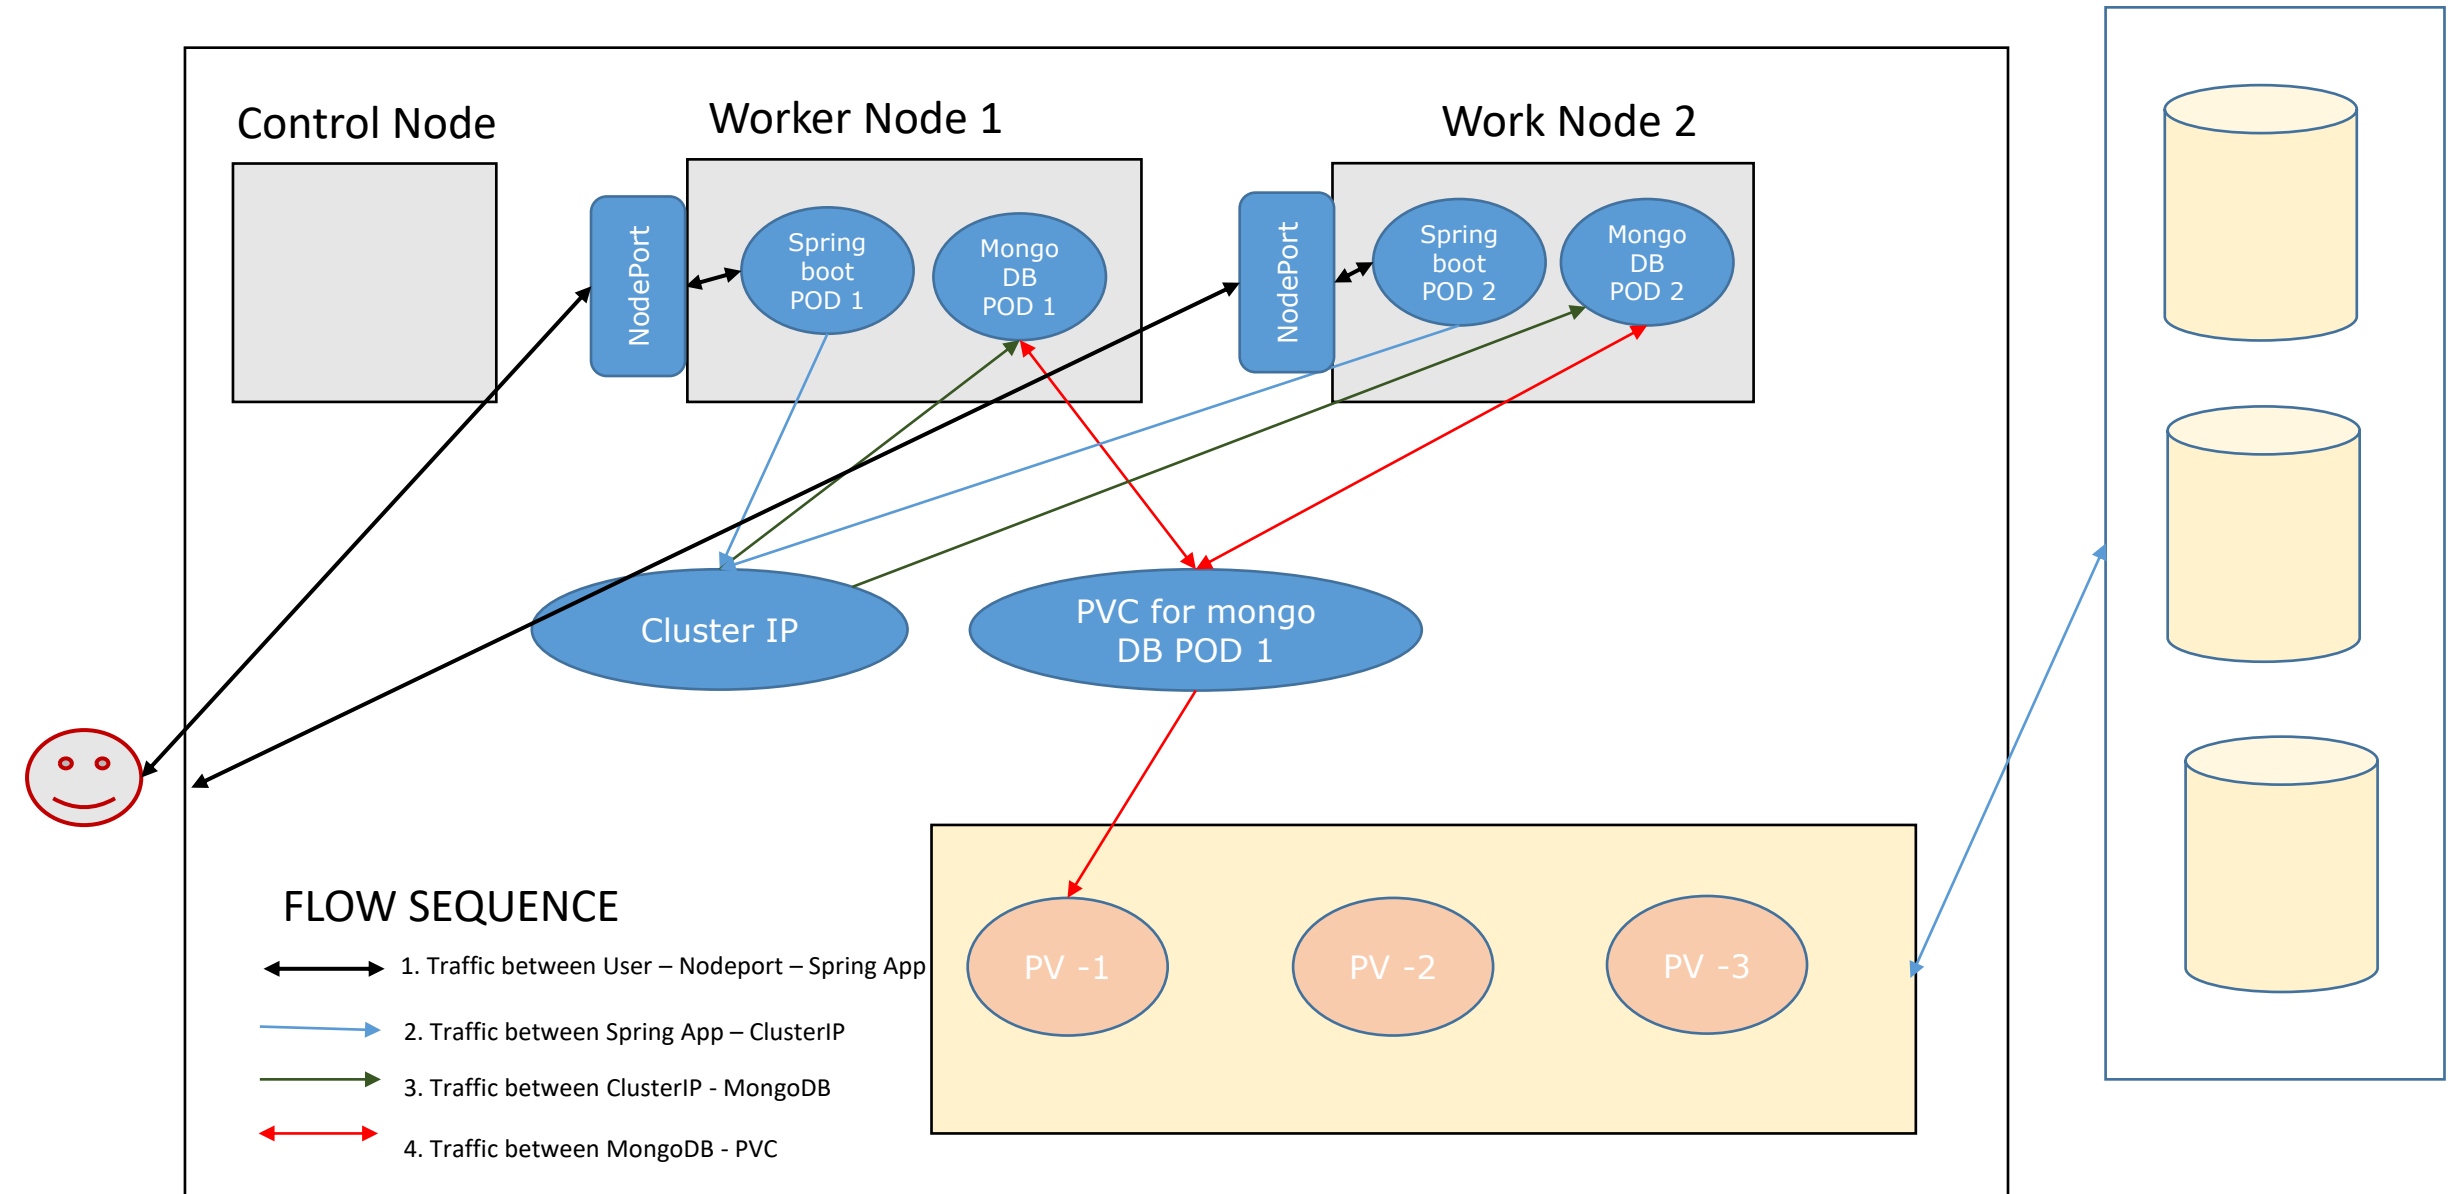 Control Node
Worker Node 1
Work Node 2
NodePort
Spring
boot
POD 1
Mongo
DB
POD 1
NodePort
Spring
boot
POD 2
Mongo
DB
POD 2
Cluster IP
PVC for mongo
DB POD 1
FLOW SEQUENCE
1. Traffic between User – Nodeport – Spring App
2. Traffic between Spring App – ClusterIP
3. Traffic between ClusterIP - MongoDB
4. Traffic between MongoDB - PVC
PV -1
PV -2
PV -3